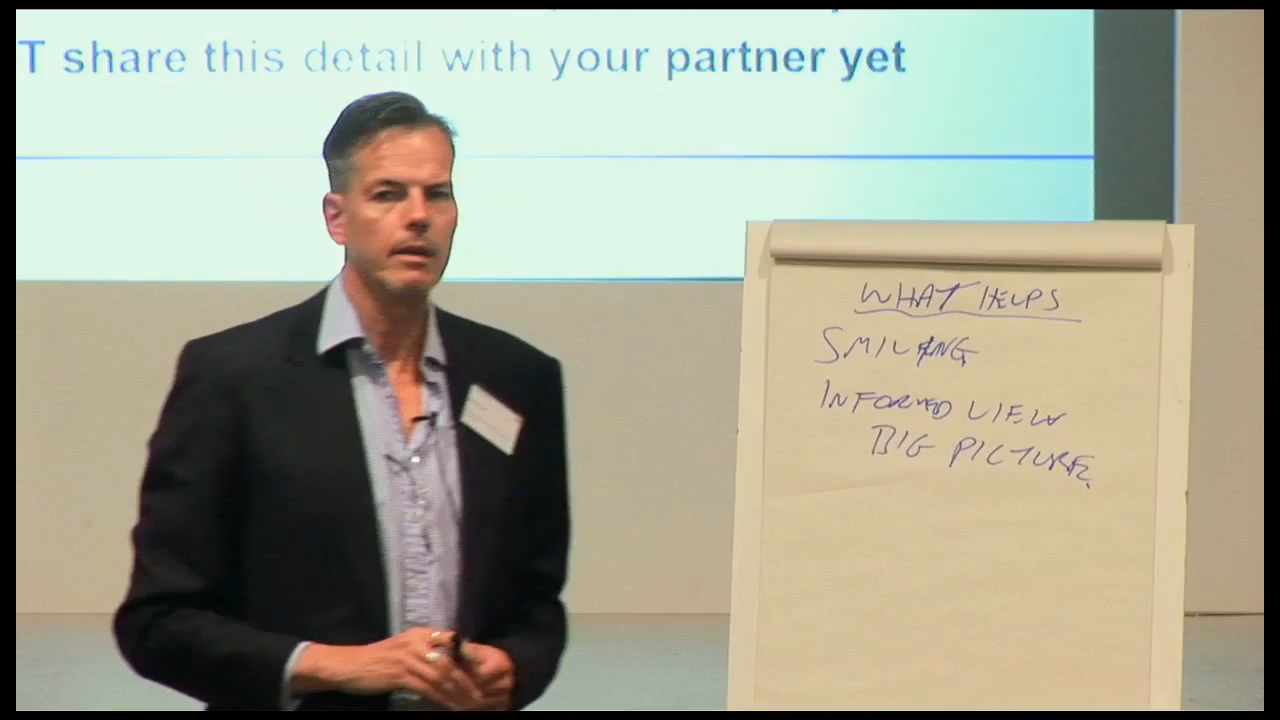 T share this detail with your partner yet
WHAT HELPS
SMILING
INFORMED VIEW
BIG PICTURE